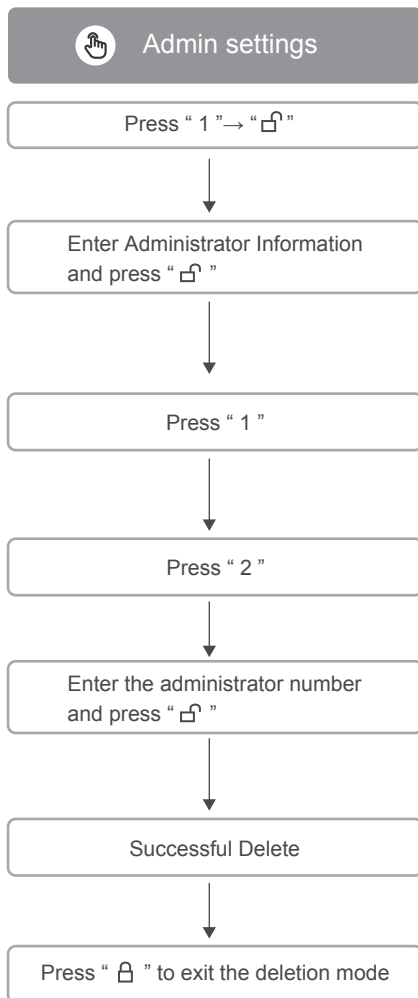 Admin settings
Press “ 1 ”→ “🔓”
Enter Administrator Information
and press “ 🔓 ”
Press “ 1 ”
Press “ 2 ”
Enter the administrator number
and press “ 🔓 ”
Successful Delete
Press “ 🔒 ” to exit the deletion mode